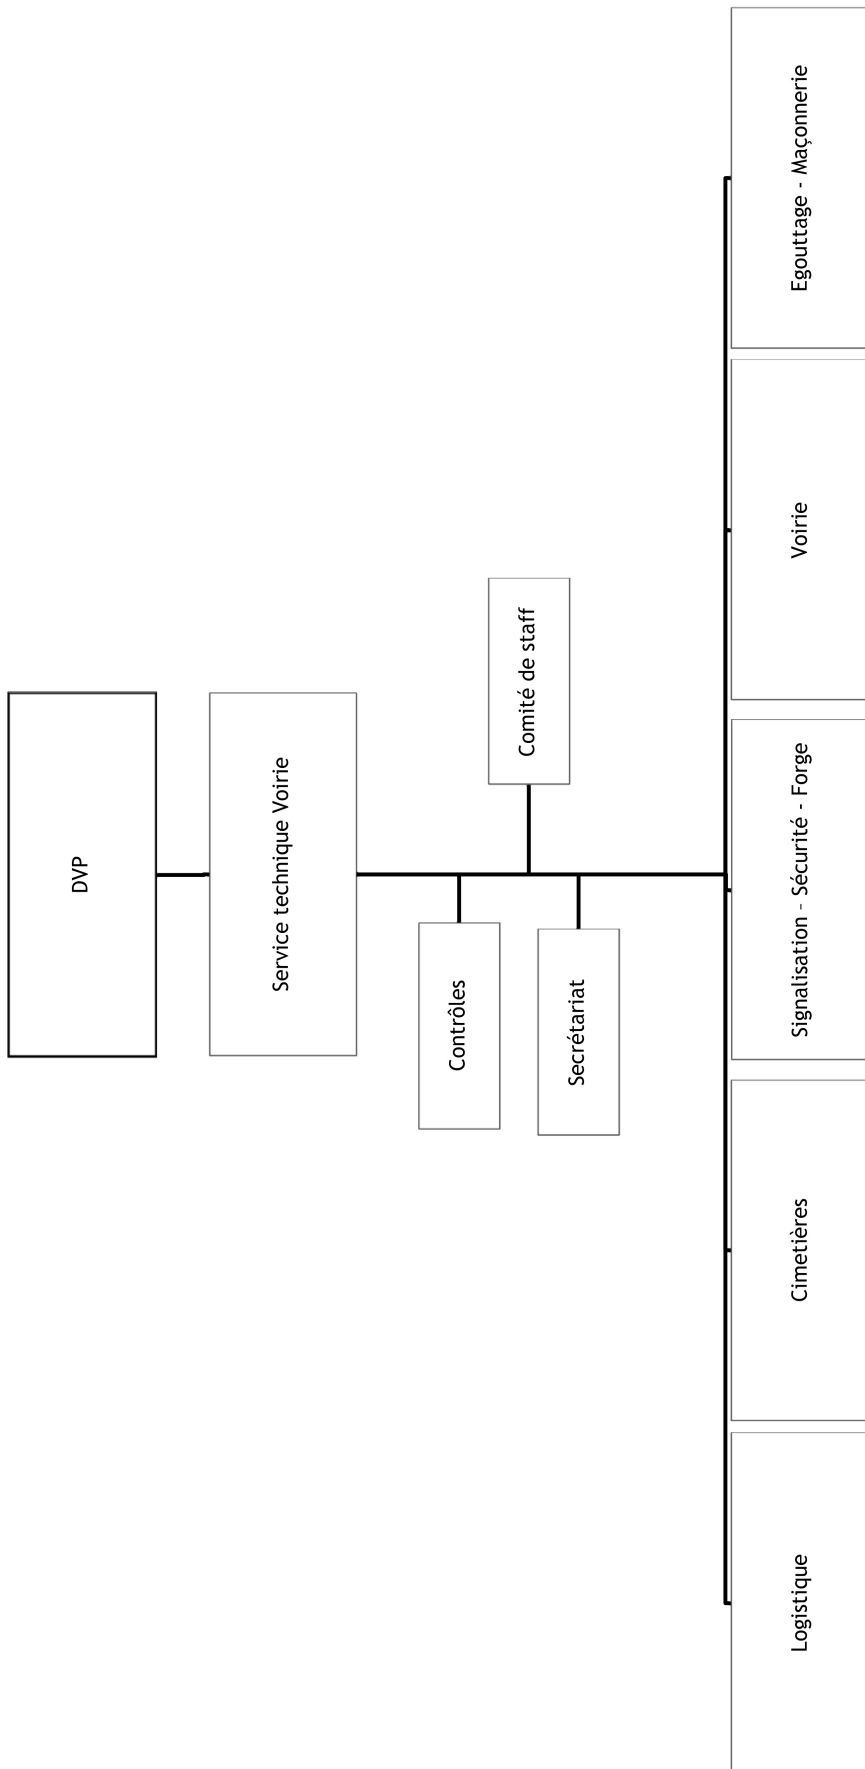 DVP
Service technique Voirie
Contrôles
Comité de staff
Secrétariat
Logistique
Cimetières
Signalisation - Sécurité - Forge
Voirie
Egouttage - Maçonnerie